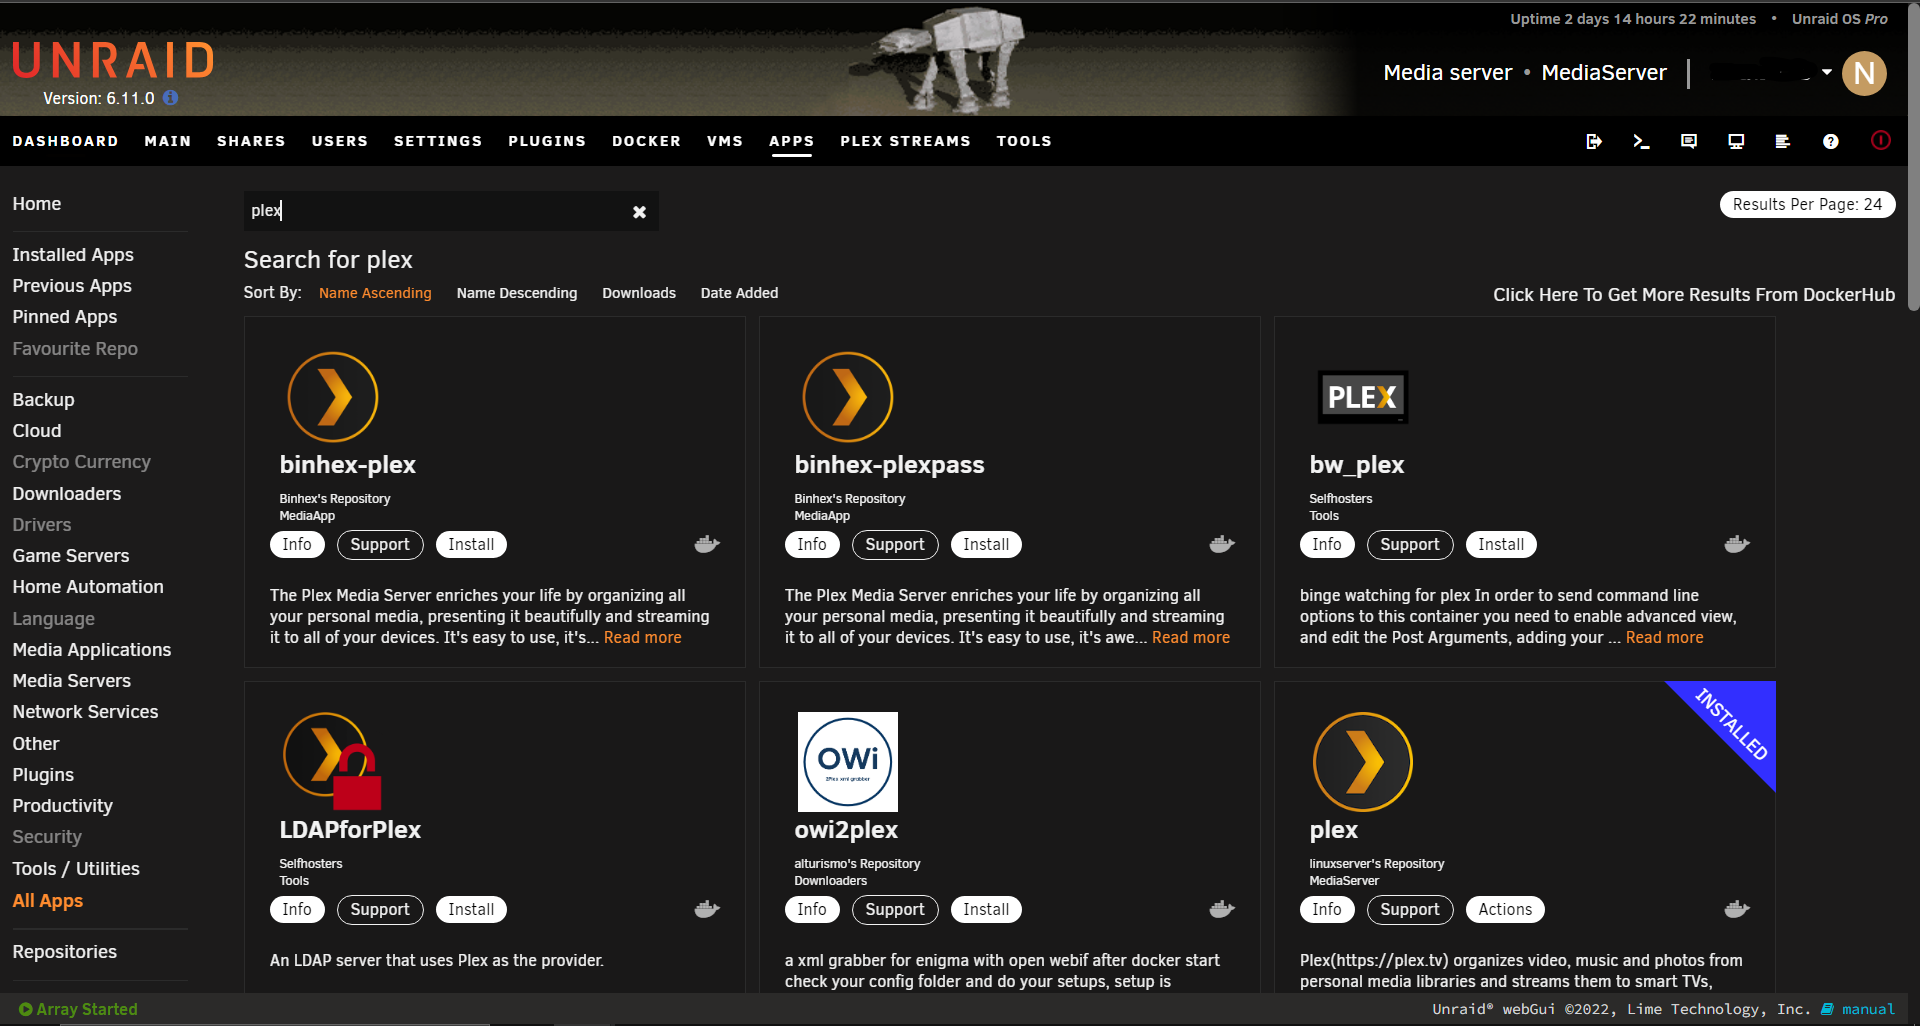 Uptime 2 days 14 hours 22 minutes • Unraid OS Pro
UNRAID
Version: 6.11.0
Media server • MediaServer
N
DASHBOARD MAIN SHARES USERS SETTINGS PLUGINS DOCKER VMS APPS PLEX STREAMS TOOLS
Home
Installed Apps
Previous Apps
Pinned Apps
Favourite Repo
Backup
Cloud
Crypto Currency
Downloaders
Drivers
Game Servers
Home Automation
Language
Media Applications
Media Servers
Network Services
Other
Plugins
Productivity
Security
Tools / Utilities
All Apps
Repositories
plex
Results Per Page: 24
Search for plex
Sort By: Name Ascending Name Descending Downloads Date Added
Click Here To Get More Results From DockerHub
binhex-plex
Binhex's Repository
MediaApp
Info Support Install
The Plex Media Server enriches your life by organizing all
your personal media, presenting it beautifully and streaming
it to all of your devices. It's easy to use, it's... Read more
binhex-plexpass
Binhex's Repository
MediaApp
Info Support Install
The Plex Media Server enriches your life by organizing all
your personal media, presenting it beautifully and streaming
it to all of your devices. It's easy to use, it's awe... Read more
PLEX
bw_plex
Selfhosters
Tools
Info Support Install
binge watching for plex In order to send command line
options to this container you need to enable advanced view,
and edit the Post Arguments, adding your ... Read more
LDAPforPlex
Selfhosters
Tools
Info Support Install
An LDAP server that uses Plex as the provider.
OWi
2Plex xml grabber
owi2plex
alturismo's Repository
Downloaders
Info Support Install
a xml grabber for enigma with open webif after docker start
check your config folder and do your setups, setup is
INSTALLED
plex
linuxserver's Repository
MediaServer
Info Support Actions
Plex(https://plex.tv) organizes video, music and photos from
personal media libraries and streams them to smart TVs,
Array Started
Unraid® webGui ©2022, Lime Technology, Inc. manual